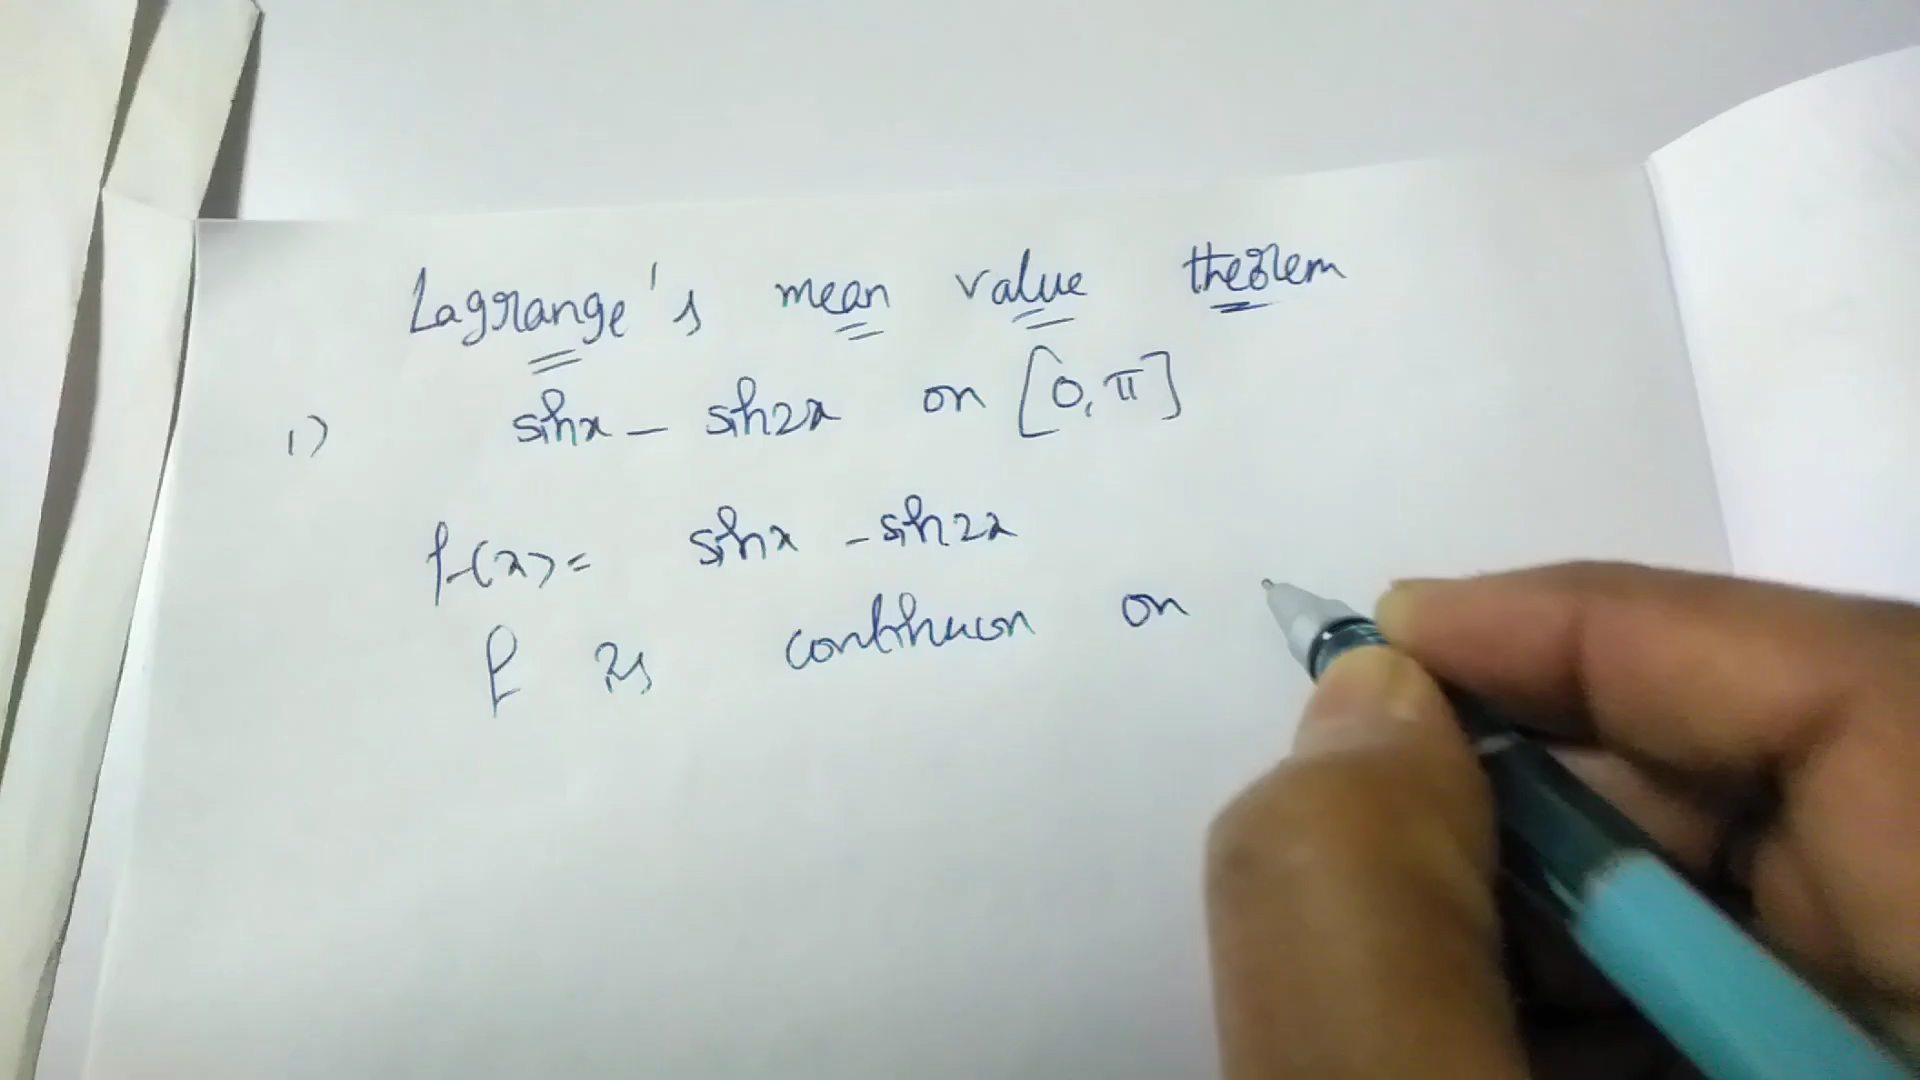 Lagrange's mean value theorem
1) sinx - sin2x on [0, π]
f(x) = sinx - sin2x
f is continuous on